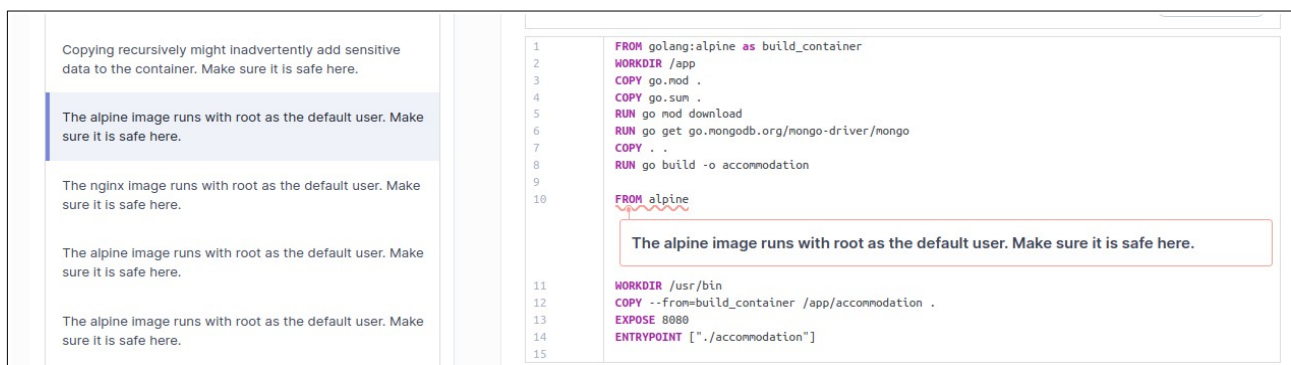 Copying recursively might inadvertently add sensitive
data to the container. Make sure it is safe here.
The alpine image runs with root as the default user. Make
sure it is safe here.
The nginx image runs with root as the default user. Make
sure it is safe here.
The alpine image runs with root as the default user. Make
sure it is safe here.
The alpine image runs with root as the default user. Make
sure it is safe here.
1 FROM golang:alpine as build_container
2 WORKDIR /app
3 COPY go.mod .
4 COPY go.sum .
5 RUN go mod download
6 RUN go get go.mongodb.org/mongo-driver/mongo
7 COPY . .
8 RUN go build -o accommodation
9
10 FROM alpine
The alpine image runs with root as the default user. Make sure it is safe here.
11 WORKDIR /usr/bin
12 COPY --from=build_container /app/accommodation .
13 EXPOSE 8080
14 ENTRYPOINT ["./accommodation"]
15